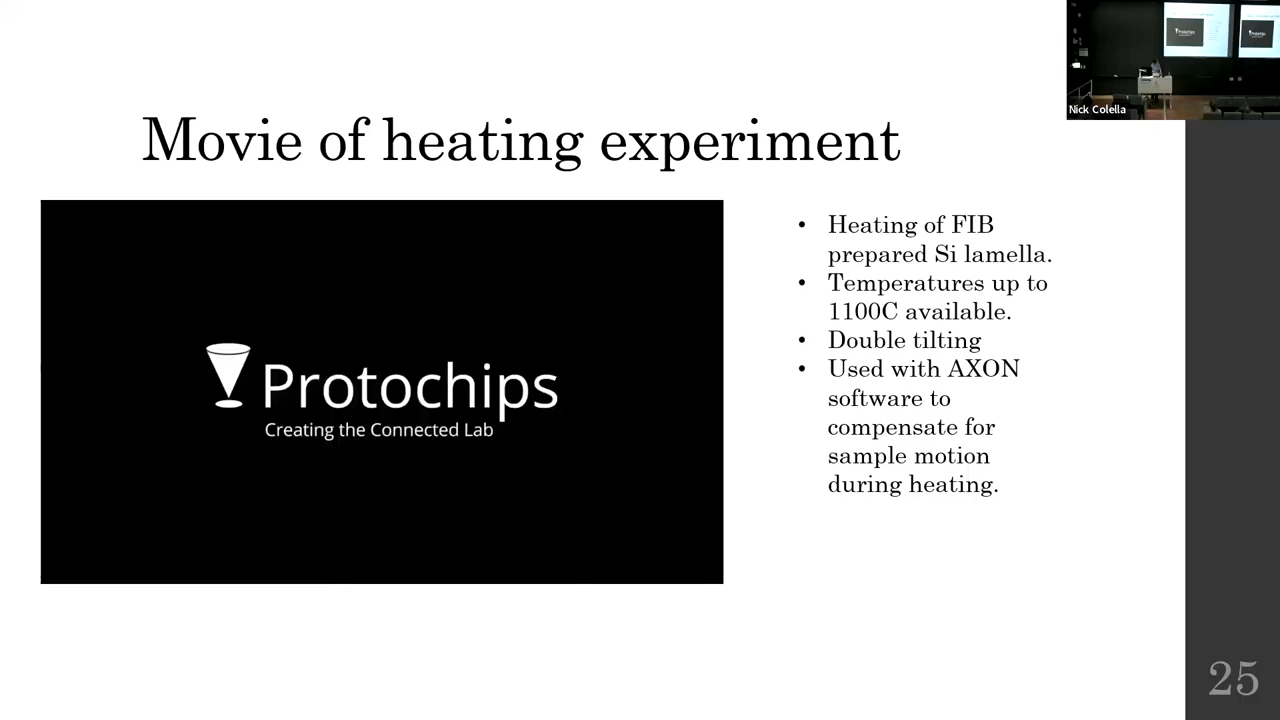 Nick Colella
Movie of heating experiment
Protochips
Creating the Connected Lab
• Heating of FIB
prepared Si lamella.
• Temperatures up to
1100C available.
• Double tilting
• Used with AXON
software to
compensate for
sample motion
during heating.
25